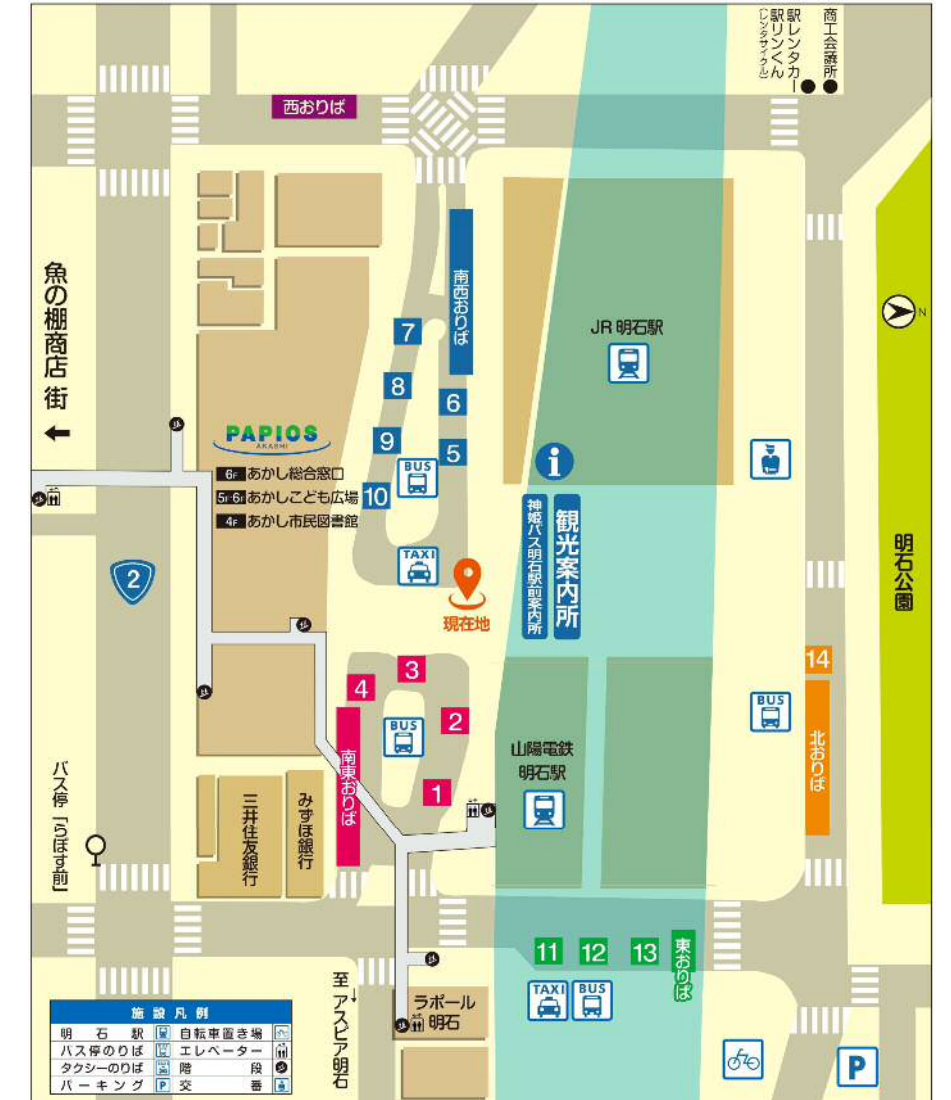 商工会議所
駅レンタカー
駅リンくん
(レンタサイクル)
西おりば
魚の棚商店街
←
南西おりば
JR 明石駅
N
7
8
6
9
5
10
BUS
PAPIOS
AKASHI
6F あかし総合窓口
5F・6F あかしこども広場
4F あかし市民図書館
i
観光案内所
神姫バス明石駅前案内所
明石公園
2
TAXI
現在地
14
北おりば
BUS
3
4
2
1
BUS
南東おりば
山陽電鉄
明石駅
バス停「らぽす前」
三井住友銀行
みずほ銀行
11
12
13
東おりば
TAXI
BUS
至 アスピア明石
→
ラポール
明石
P
施設凡例
明石駅 自転車置き場
バス停のりば エレベーター
タクシーのりば 階段
パーキング P 交番